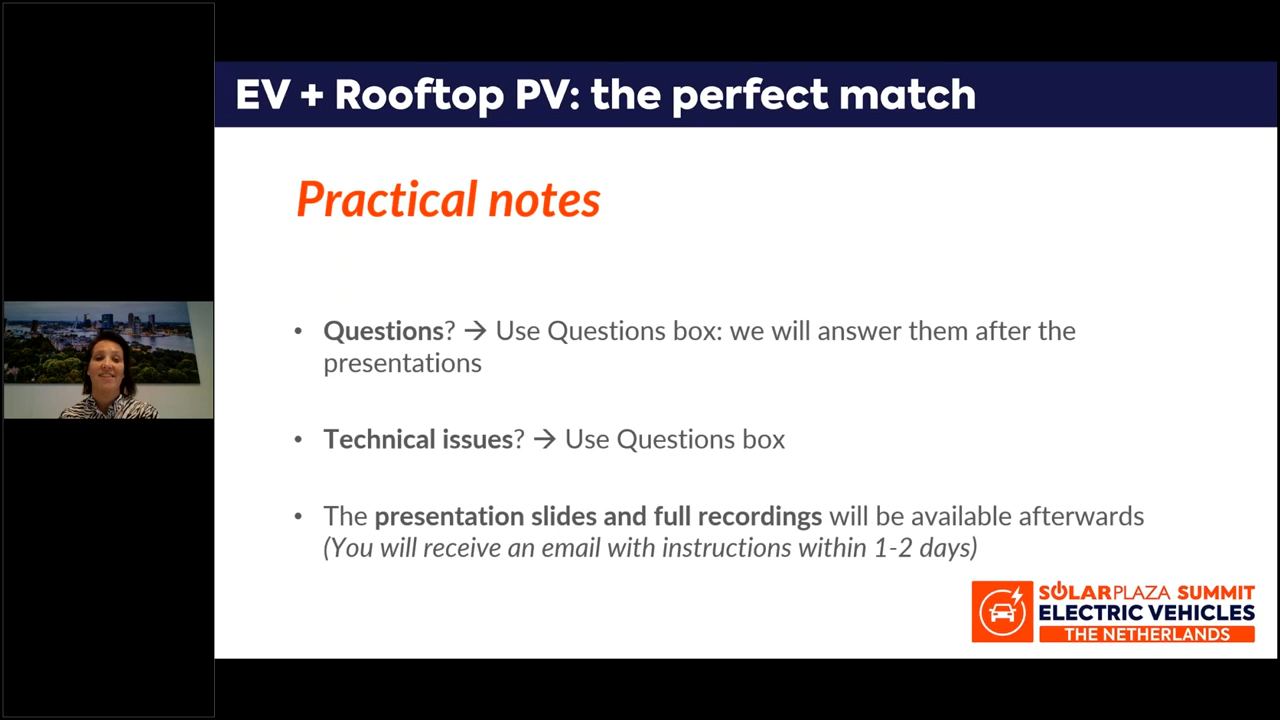 EV + Rooftop PV: the perfect match
Practical notes
• Questions? → Use Questions box: we will answer them after the
presentations
• Technical issues? → Use Questions box
• The presentation slides and full recordings will be available afterwards
(You will receive an email with instructions within 1-2 days)
SOLARPLAZA SUMMIT
ELECTRIC VEHICLES
THE NETHERLANDS